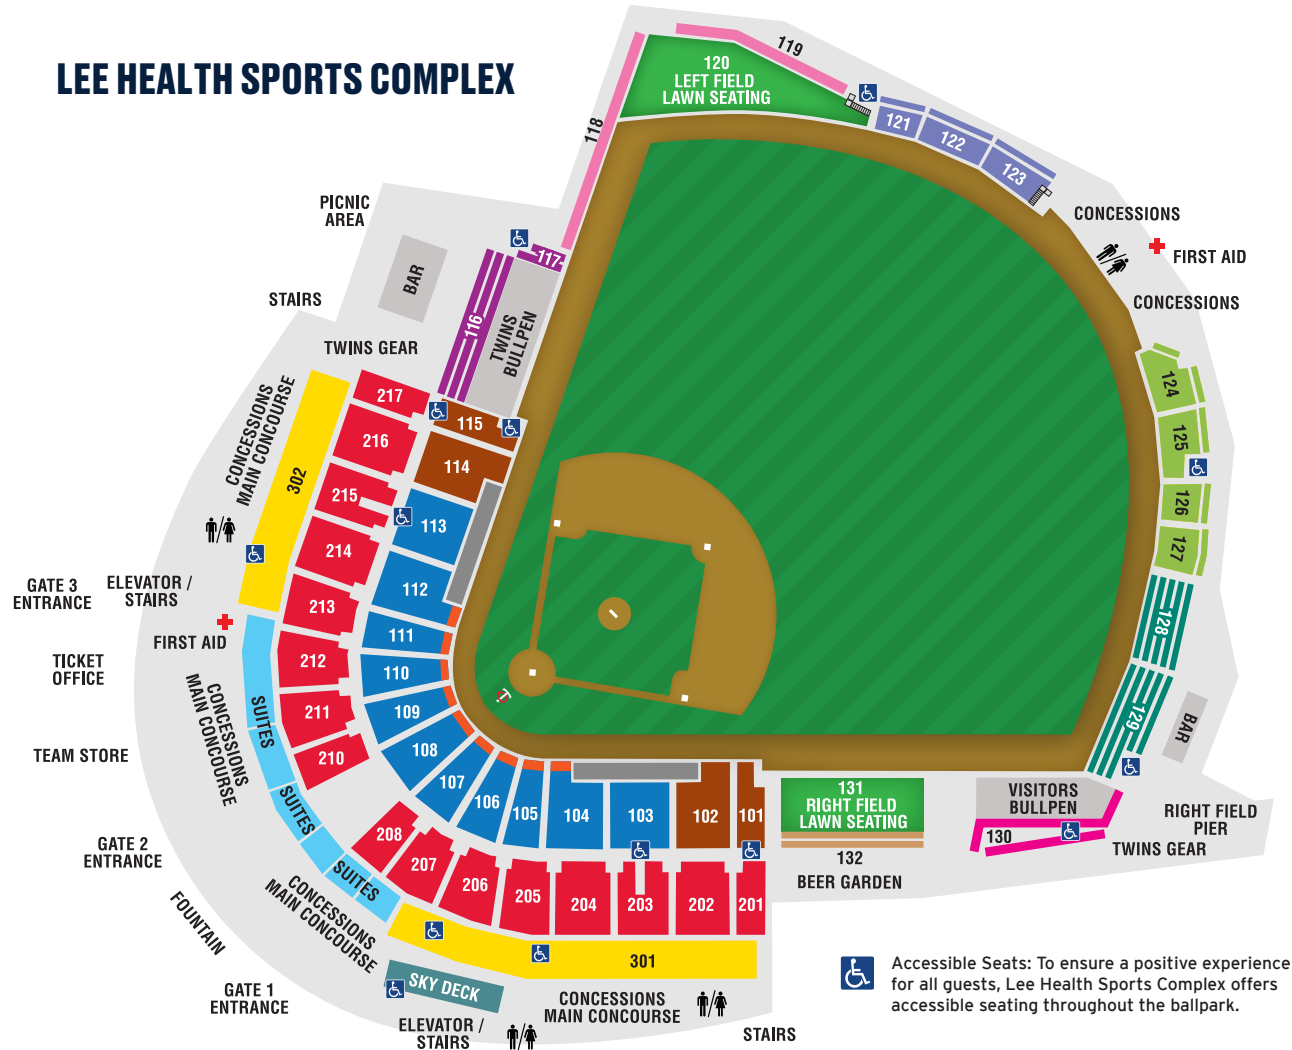 LEE HEALTH SPORTS COMPLEX
119
120
LEFT FIELD
LAWN SEATING
118
121
122
123
PICNIC
AREA
CONCESSIONS
FIRST AID
CONCESSIONS
BAR
117
STAIRS
116
TWINS
BULLPEN
TWINS GEAR
124
125
126
127
128
129
BAR
CONCESSIONS
MAIN CONCOURSE
302
217
216
215
214
213
212
211
210
115
114
113
112
111
110
109
108
107
106
105
104
103
102
101
GATE 3
ENTRANCE
ELEVATOR /
STAIRS
FIRST AID
TICKET
OFFICE
CONCESSIONS
MAIN CONCOURSE
SUITES
SUITES
SUITES
TEAM STORE
GATE 2
ENTRANCE
FOUNTAIN
CONCESSIONS
MAIN CONCOURSE
208
207
206
205
204
203
202
201
131
RIGHT FIELD
LAWN SEATING
132
BEER GARDEN
VISITORS
BULLPEN
130
TWINS GEAR
RIGHT FIELD
PIER
301
SKY DECK
GATE 1
ENTRANCE
ELEVATOR /
STAIRS
CONCESSIONS
MAIN CONCOURSE
STAIRS
Accessible Seats: To ensure a positive experience
for all guests, Lee Health Sports Complex offers
accessible seating throughout the ballpark.